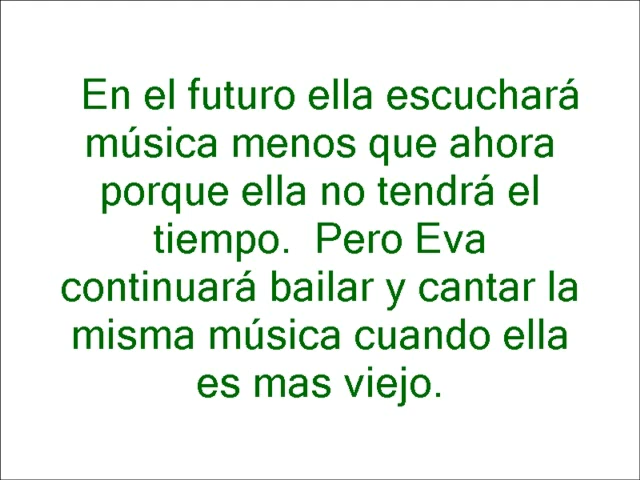 En el futuro ella escuchará
música menos que ahora
porque ella no tendrá el
tiempo.  Pero Eva
continuará bailar y cantar la
misma música cuando ella
es mas viejo.